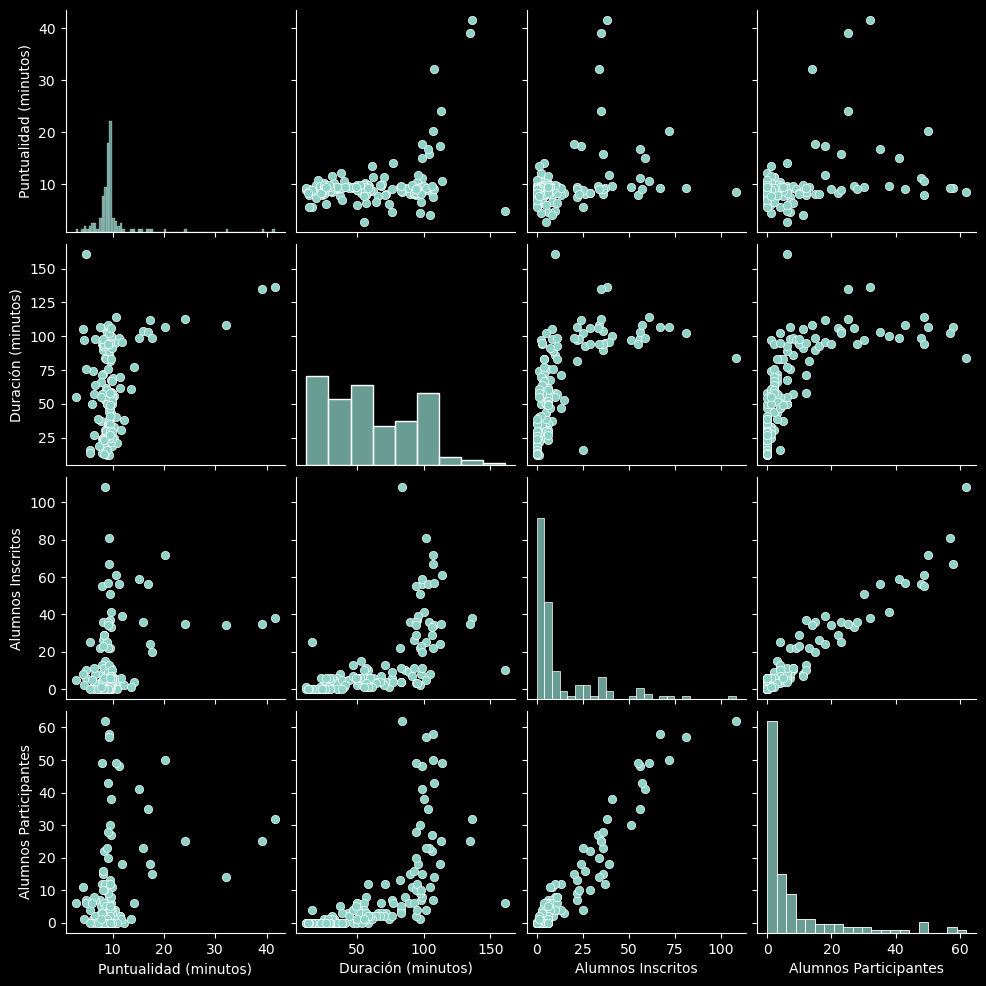 Puntualidad (minutos)
40
30
20
10
Duración (minutos)
150
125
100
75
50
25
Alumnos Inscritos
100
80
60
40
20
0
Alumnos Participantes
60
50
40
30
20
10
0
10 20 30 40
Puntualidad (minutos)
50 100 150
Duración (minutos)
0 25 50 75 100
Alumnos Inscritos
0 20 40 60
Alumnos Participantes